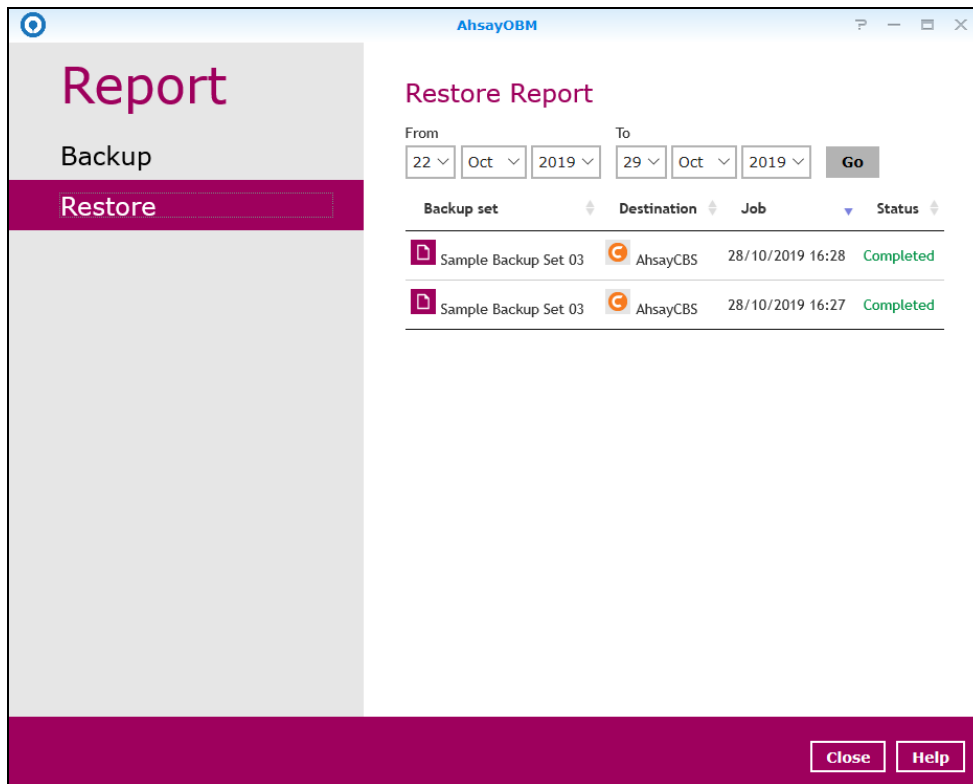 AhsayOBM
Report
Backup
Restore
Restore Report
From To
22 Oct 2019 29 Oct 2019 Go
Backup set Destination Job Status
Sample Backup Set 03 AhsayCBS 28/10/2019 16:28 Completed
Sample Backup Set 03 AhsayCBS 28/10/2019 16:27 Completed
Close Help